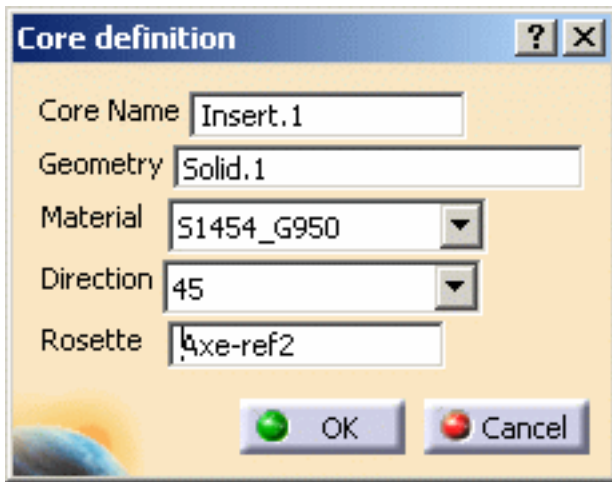 Core definition ? X
Core Name Insert.1
Geometry Solid.1
Material S1454_G950
Direction 45
Rosette Axe-ref2
OK Cancel